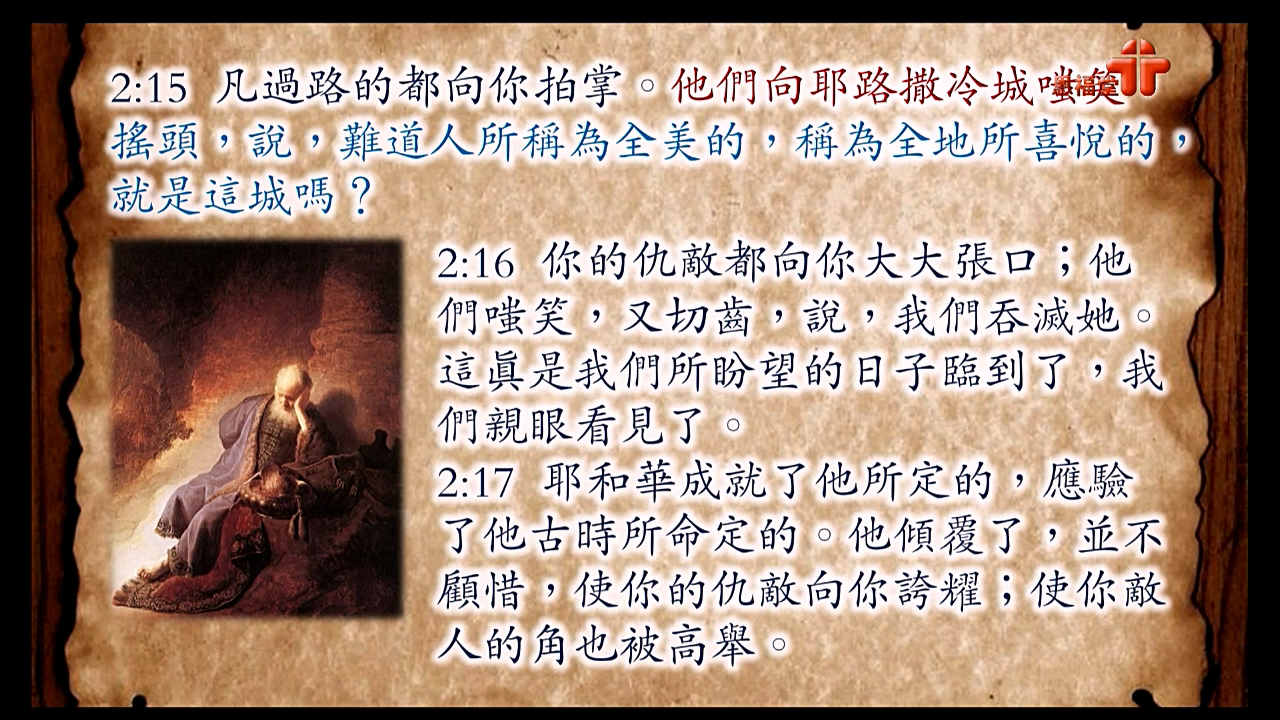 2:15 凡過路的都向你拍掌。他們向耶路撒冷城嗤笑
搖頭，說，難道人所稱為全美的，稱為全地所喜悅的，
就是這城嗎？
2:16 你的仇敵都向你大大張口；他
們嗤笑，又切齒，說，我們吞滅她。
這眞是我們所盼望的日子臨到了，我
們親眼看見了。
2:17 耶和華成就了他所定的，應驗
了他古時所命定的。他傾覆了，並不
顧惜，使你的仇敵向你誇耀；使你敵
人的角也被高舉。